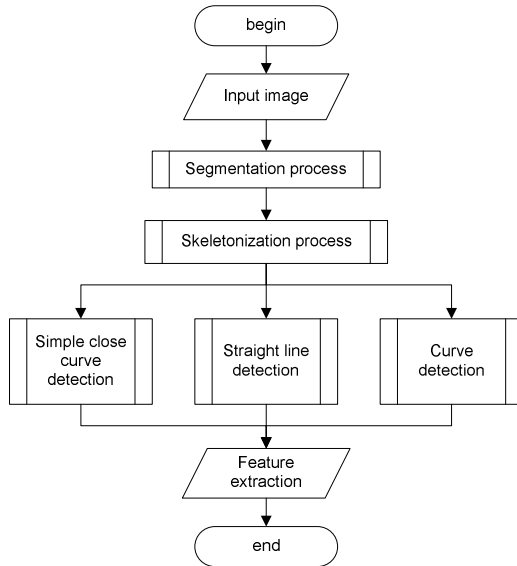 begin
Input image
Segmentation process
Skeletonization process
Simple close
curve
detection
Straight line
detection
Curve
detection
Feature
extraction
end